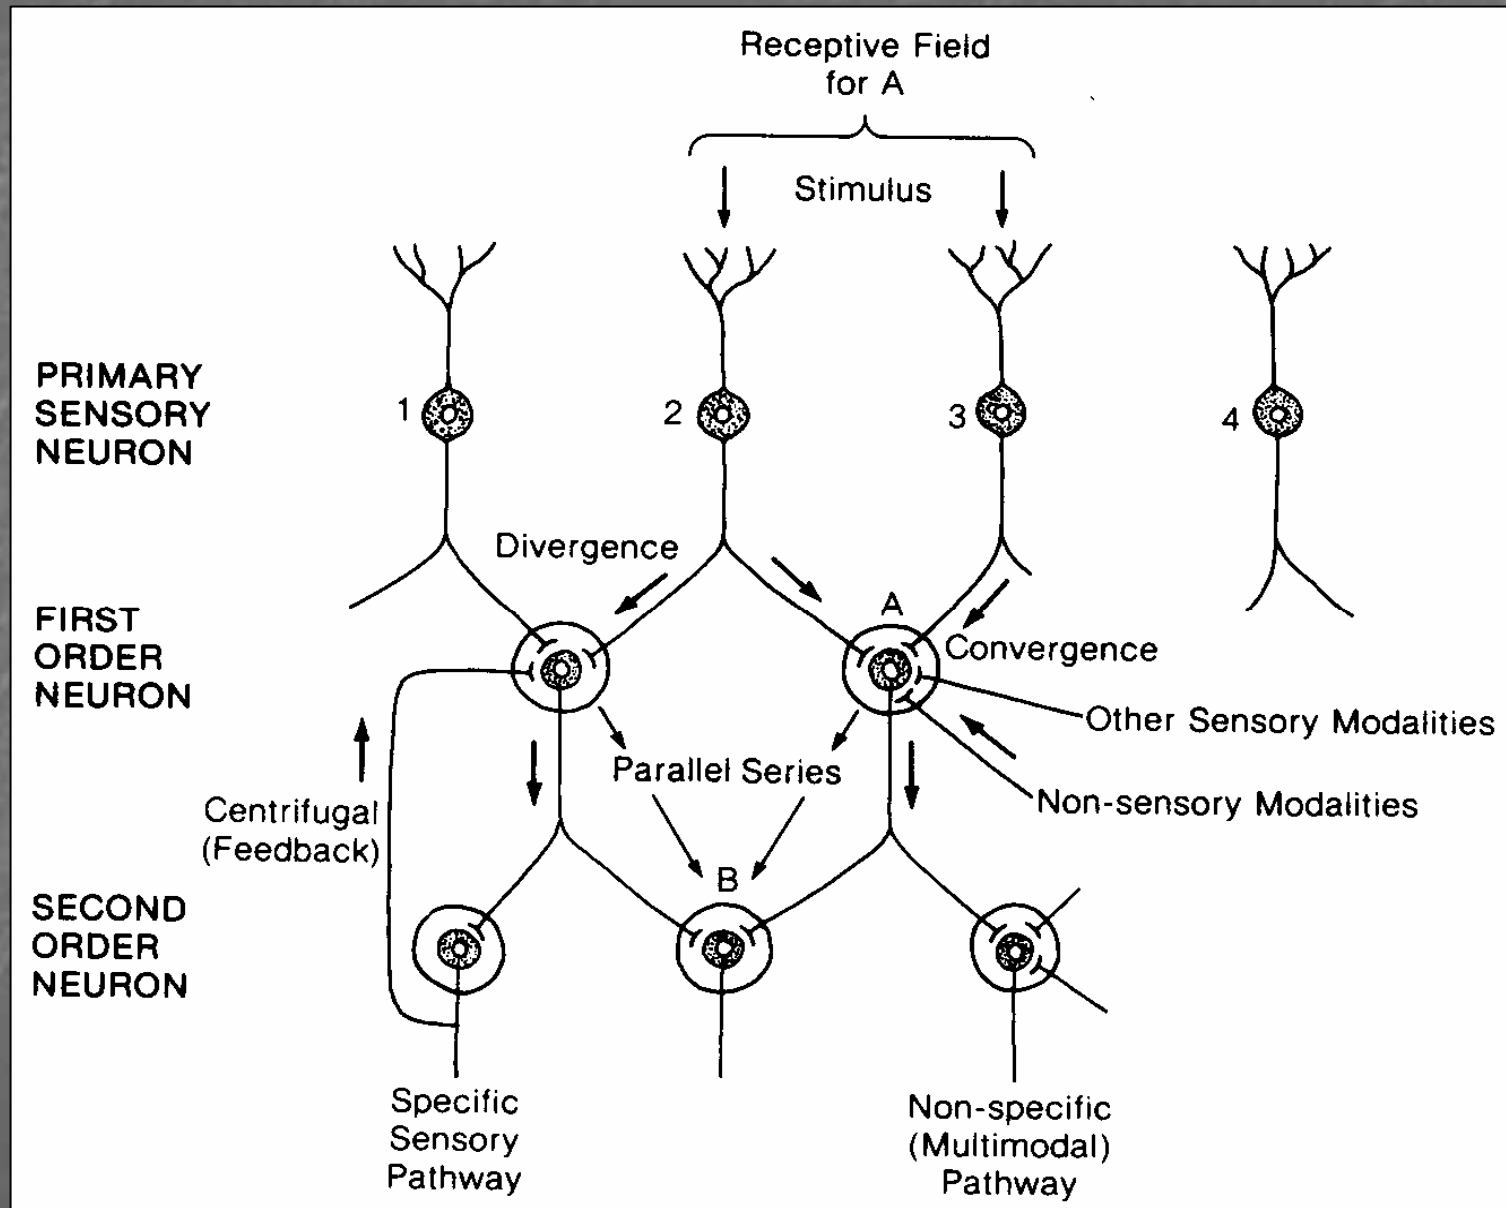 Receptive Field
for A
Stimulus
PRIMARY
SENSORY
NEURON
1
2
3
4
Divergence
FIRST
ORDER
NEURON
A
Convergence
Other Sensory Modalities
Parallel Series
Non-sensory Modalities
Centrifugal
(Feedback)
B
SECOND
ORDER
NEURON
Specific
Sensory
Pathway
Non-specific
(Multimodal)
Pathway